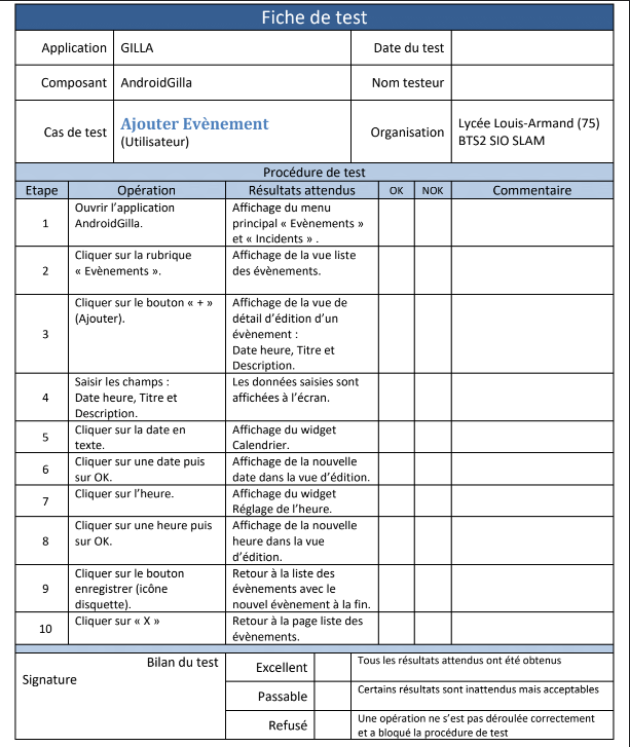 Fiche de test
Application GILLA Date du test
Composant AndroidGilla Nom testeur
Cas de test Ajouter Evènement
(Utilisateur)
Organisation Lycée Louis-Armand (75)
BTS2 SIO SLAM
Procédure de test
Etape Opération Résultats attendus OK NOK Commentaire
1
Ouvrir l'application
AndroidGilla.
Affichage du menu
principal « Evènements »
et « Incidents » .
2
Cliquer sur la rubrique
« Evènements ».
Affichage de la vue liste
des évènements.
3
Cliquer sur le bouton « + »
(Ajouter).
Affichage de la vue de
détail d'édition d'un
évènement :
Date heure, Titre et
Description.
4
Saisir les champs :
Date heure, Titre et
Description.
Les données saisies sont
affichées à l'écran.
5
Cliquer sur la date en
texte.
Affichage du widget
Calendrier.
6
Cliquer sur une date puis
sur OK.
Affichage de la nouvelle
date dans la vue d'édition.
7
Cliquer sur l'heure.
Affichage du widget
Réglage de l'heure.
8
Cliquer sur une heure puis
sur OK.
Affichage de la nouvelle
heure dans la vue
d'édition.
9
Cliquer sur le bouton
enregistrer (icône
disquette).
Retour à la liste des
évènements avec le
nouvel évènement à la fin.
10
Cliquer sur « X »
Retour à la page liste des
évènements.
Bilan du test
Signature
Excellent Tous les résultats attendus ont été obtenus
Passable Certains résultats sont inattendus mais acceptables
Refusé Une opération ne s'est pas déroulée correctement
et a bloqué la procédure de test